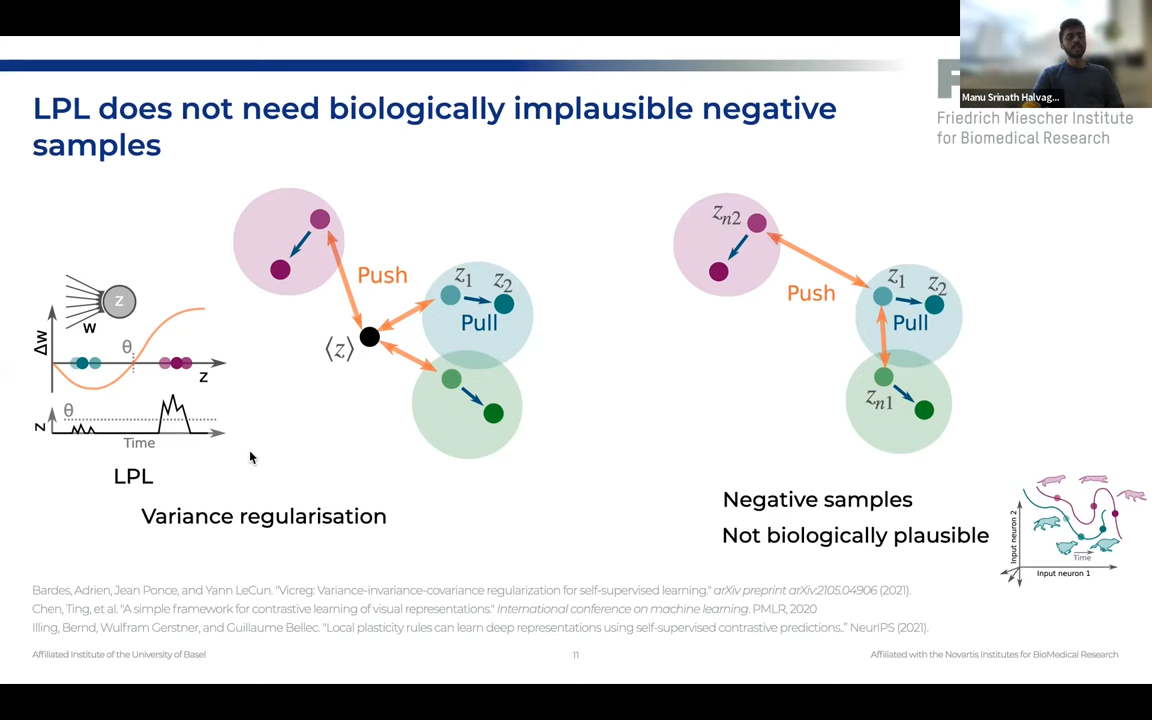 Manu Srinath Halvag...
Friedrich Miescher Institute
for Biomedical Research
LPL does not need biologically implausible negative
samples
Push
z1
z2
Pull
⟨z⟩
z
w
Δw
θ
z
θ
z
Time
LPL
Variance regularisation
zn2
Push
z1
z2
Pull
zn1
Negative samples
Not biologically plausible
Input neuron 2
Time
Input neuron 1
Bardes, Adrien, Jean Ponce, and Yann LeCun. "Vicreg: Variance-invariance-covariance regularization for self-supervised learning." arXiv preprint arXiv:2105.04906 (2021).
Chen, Ting, et al. "A simple framework for contrastive learning of visual representations." International conference on machine learning. PMLR, 2020
Illing, Bernd, Wulfram Gerstner, and Guillaume Bellec. "Local plasticity rules can learn deep representations using self-supervised contrastive predictions.." NeurIPS (2021).
Affiliated Institute of the University of Basel
11
Affiliated with the Novartis Institutes for BioMedical Research